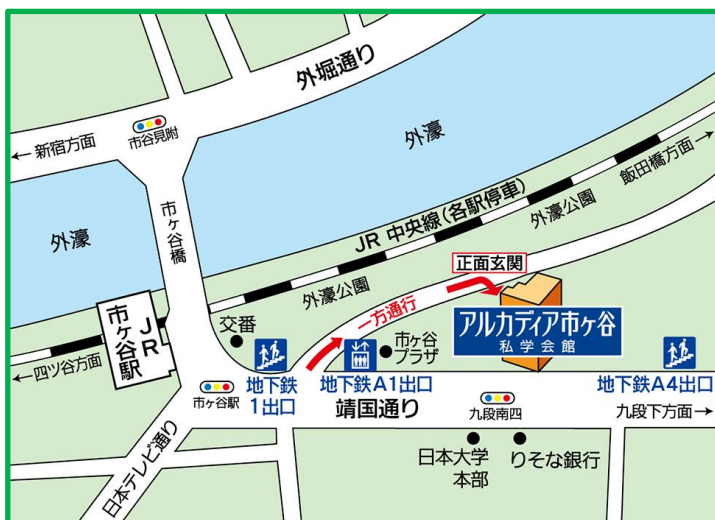 外堀通り
市谷見附
←新宿方面
外濠
飯田橋方面→
外濠
市ヶ谷橋
JR 中央線(各駅停車)
外濠公園
外濠公園
正面玄関
JR
市ヶ谷駅
交番
一方通行
アルカディア市ヶ谷
私学会館
市ヶ谷
プラザ
←四ツ谷方面
市ヶ谷駅
地下鉄
1出口
地下鉄A1出口
地下鉄A4出口
靖国通り
九段南四
九段下方面→
日本テレビ通り
日本大学
本部
りそな銀行